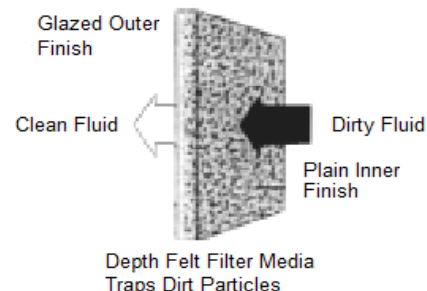 Glazed Outer
Finish
Clean Fluid
Dirty Fluid
Plain Inner
Finish
Depth Felt Filter Media
Traps Dirt Particles